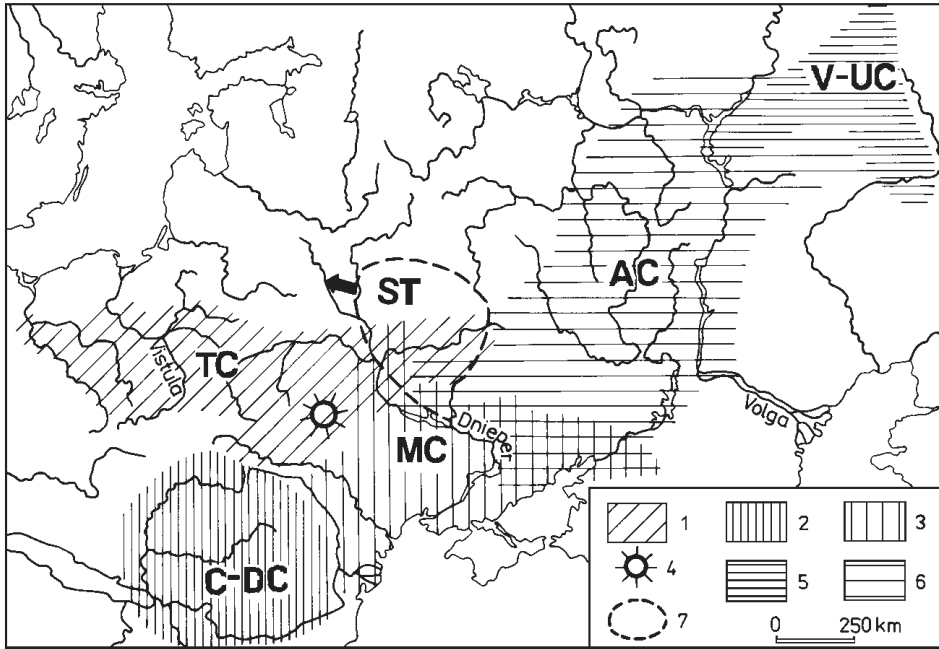 V-UC
AC
ST
TC
Vistula
MC
Dnieper
Volga
C-DC
1 2 3
4 5 6
7 0 250 km